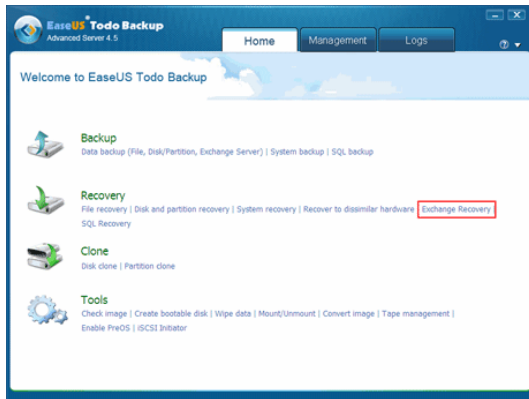 EaseUS Todo Backup
Advanced Server 4.5
Home
Management
Logs
Welcome to EaseUS Todo Backup
Backup
Data backup (File, Disk/Partition, Exchange Server) | System backup | SQL backup
Recovery
File recovery | Disk and partition recovery | System recovery | Recover to dissimilar hardware | Exchange Recovery |
SQL Recovery
Clone
Disk clone | Partition clone
Tools
Check image | Create bootable disk | Wipe data | Mount/Unmount | Convert image | Tape management |
Enable PreOS | iSCSI Initiator